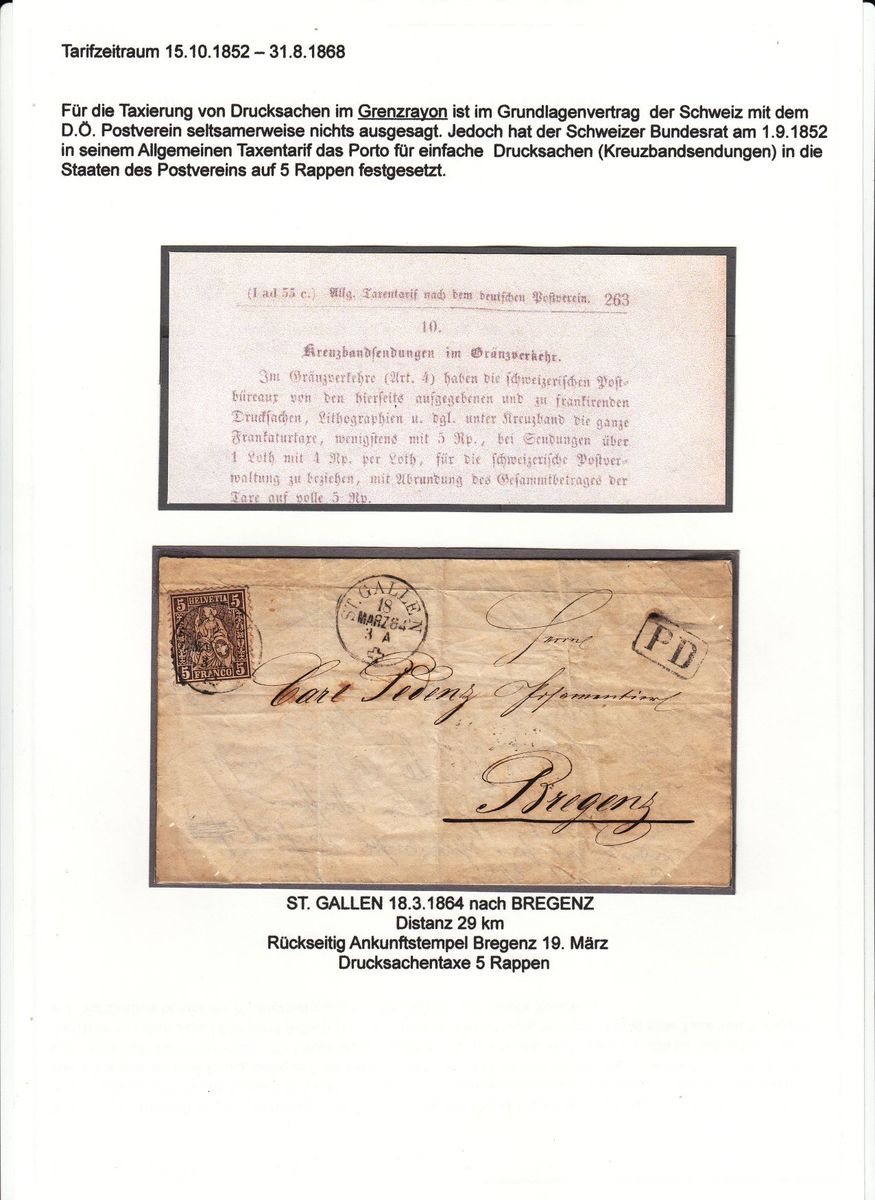 Tarifzeitraum 15.10.1852 – 31.8.1868
Für die Taxierung von Drucksachen im Grenzrayon ist im Grundlagenvertrag der Schweiz mit dem
D.Ö. Postverein seltsamerweise nichts ausgesagt. Jedoch hat der Schweizer Bundesrat am 1.9.1852
in seinem Allgemeinen Taxentarif das Porto für einfache Drucksachen (Kreuzbandsendungen) in die
Staaten des Postvereins auf 5 Rappen festgesetzt.
(I ad 55 c.) Allg. Taxentarif nach dem deutschen Postverein. 263
10.
Kreuzbandsendungen im Gränzverkehr.
Im Gränzverkehre (Art. 4) haben die schweizerischen Post-
büreaux von den hierseits aufgegebenen und zu frankirenden
Drucksachen, Lithographien u. dgl. unter Kreuzband die ganze
Frankaturtaxe, wenigstens mit 5 Rp., bei Sendungen über
1 Loth mit 4 Rp. per Loth, für die schweizerische Postver-
waltung zu beziehen, mit Abrundung des Gesammtbetrages der
Taxe auf volle 5 Rp.
5 HELVETIA 5
5 FRANCO 5
ST. GALLEN
18
MARZ 64
3 A
PD
Herrn
Carl Pedenz Posamentier
Bregenz
ST. GALLEN 18.3.1864 nach BREGENZ
Distanz 29 km
Rückseitig Ankunftstempel Bregenz 19. März
Drucksachentaxe 5 Rappen